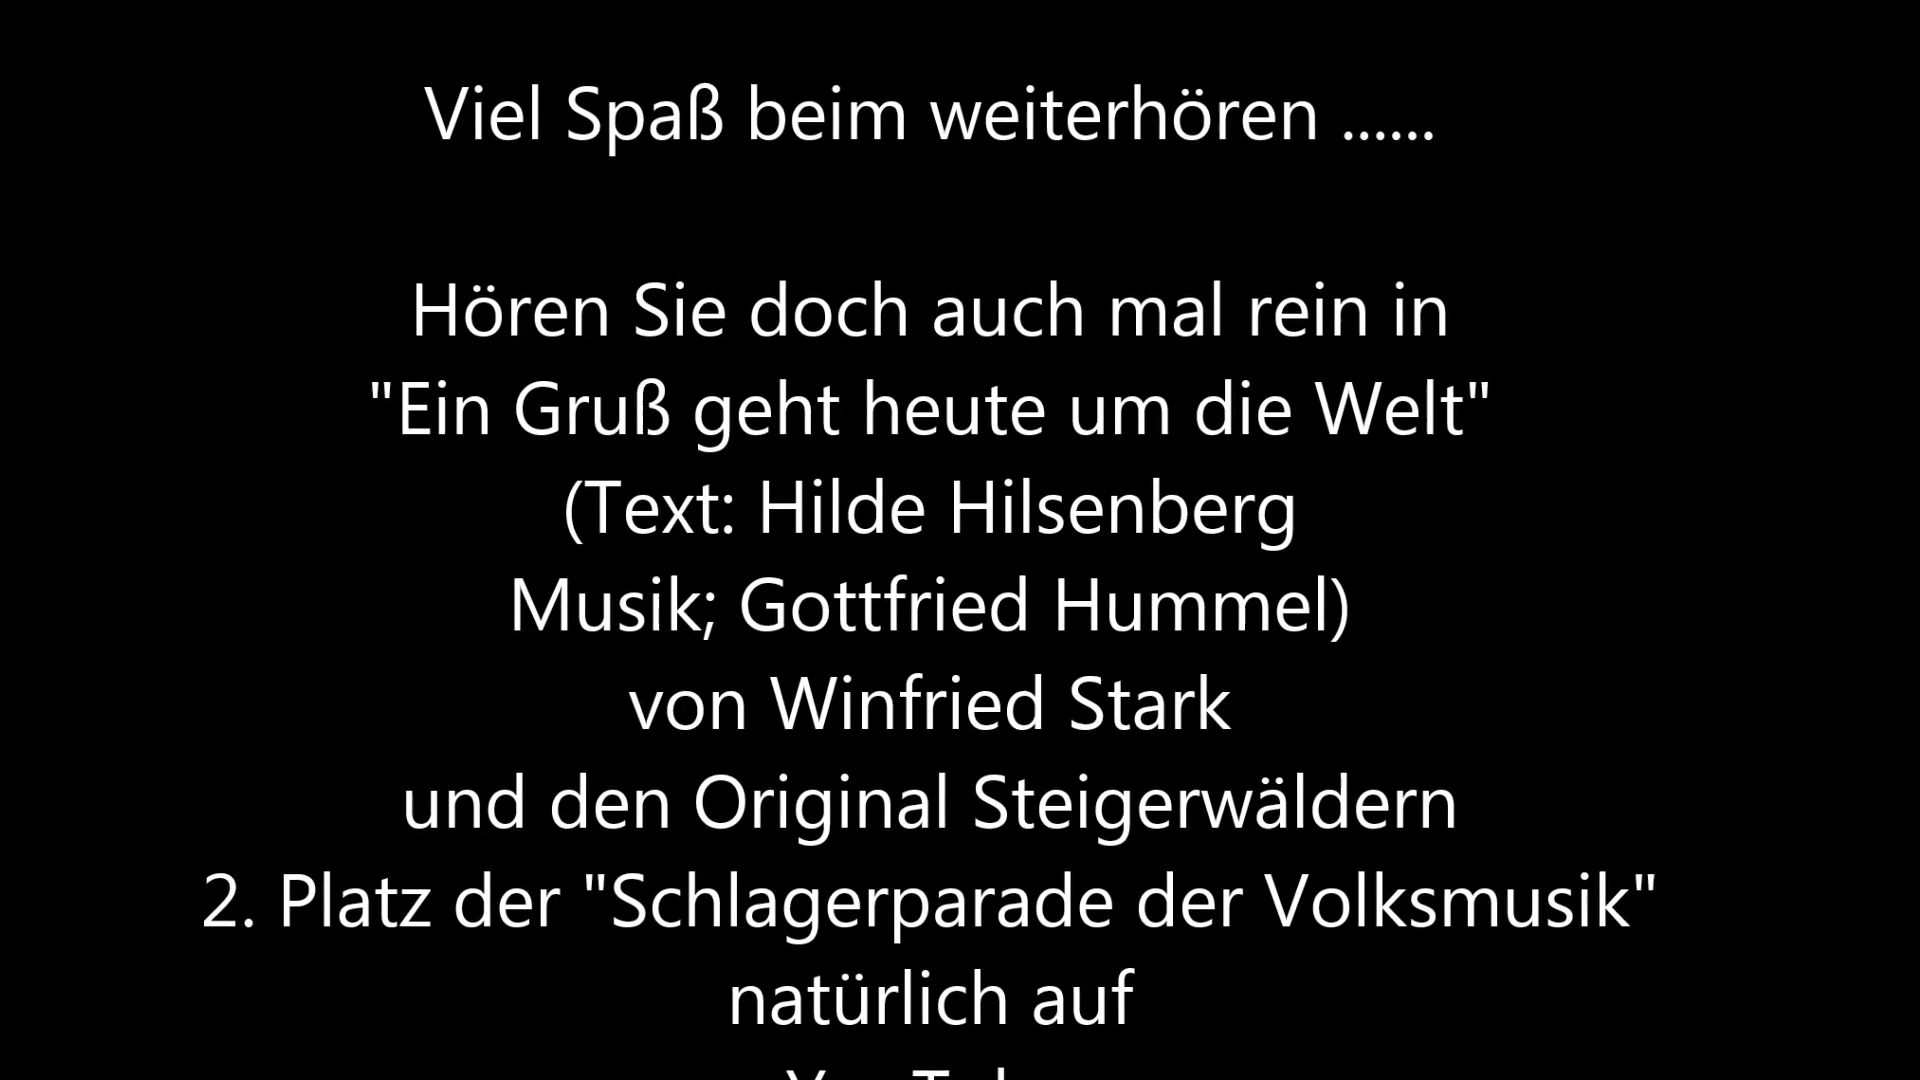 Viel Spaß beim weiterhören ......
Hören Sie doch auch mal rein in
"Ein Gruß geht heute um die Welt"
(Text: Hilde Hilsenberg
Musik; Gottfried Hummel)
von Winfried Stark
und den Original Steigerwäldern
2. Platz der "Schlagerparade der Volksmusik"
natürlich auf